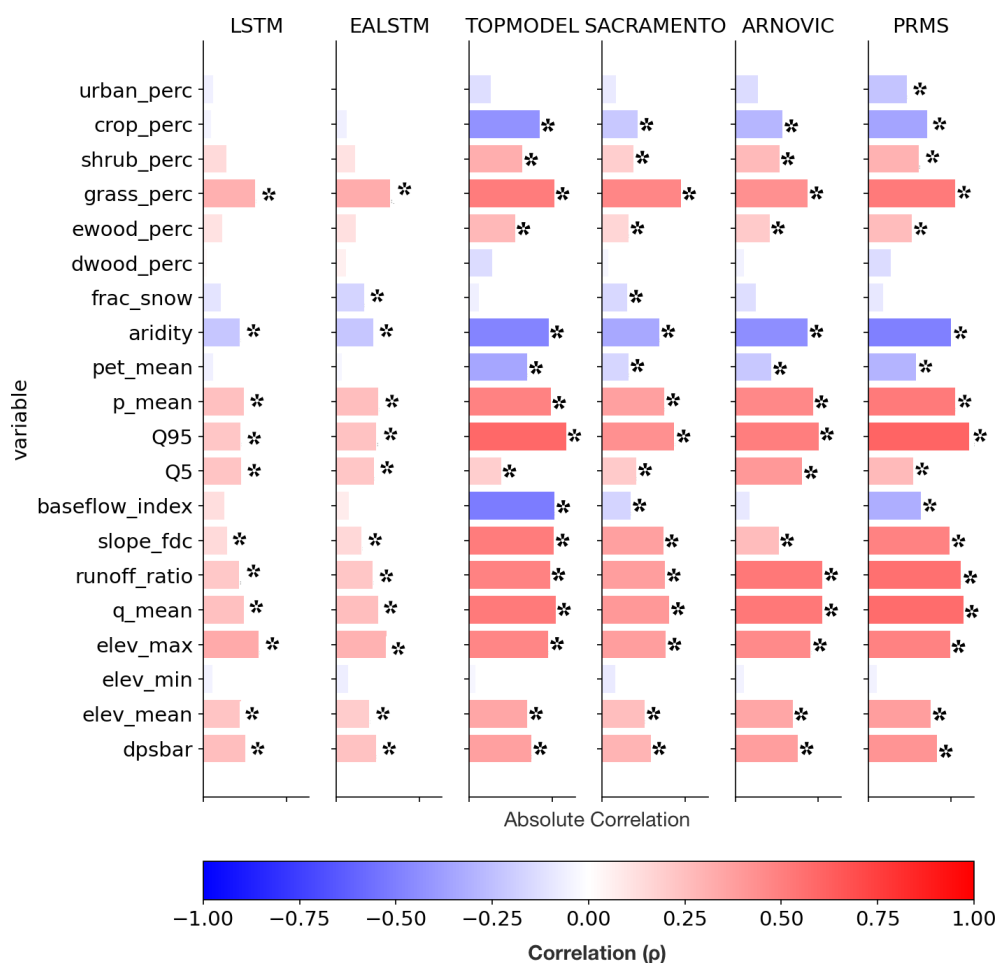 LSTM EALSTM TOPMODEL SACRAMENTO ARNOVIC PRMS
variable
urban_perc *
crop_perc * * * *
shrub_perc * * * *
grass_perc * * * * * *
ewood_perc * * * *
dwood_perc
frac_snow * *
aridity * * * * * *
pet_mean * * * *
p_mean * * * * * *
Q95 * * * * * *
Q5 * * * * * *
baseflow_index * * *
slope_fdc * * * * * *
runoff_ratio * * * * * *
q_mean * * * * * *
elev_max * * * * * *
elev_min
elev_mean * * * * * *
dpsbar * * * * * *
Absolute Correlation
−1.00 −0.75 −0.50 −0.25 0.00 0.25 0.50 0.75 1.00
Correlation (ρ)